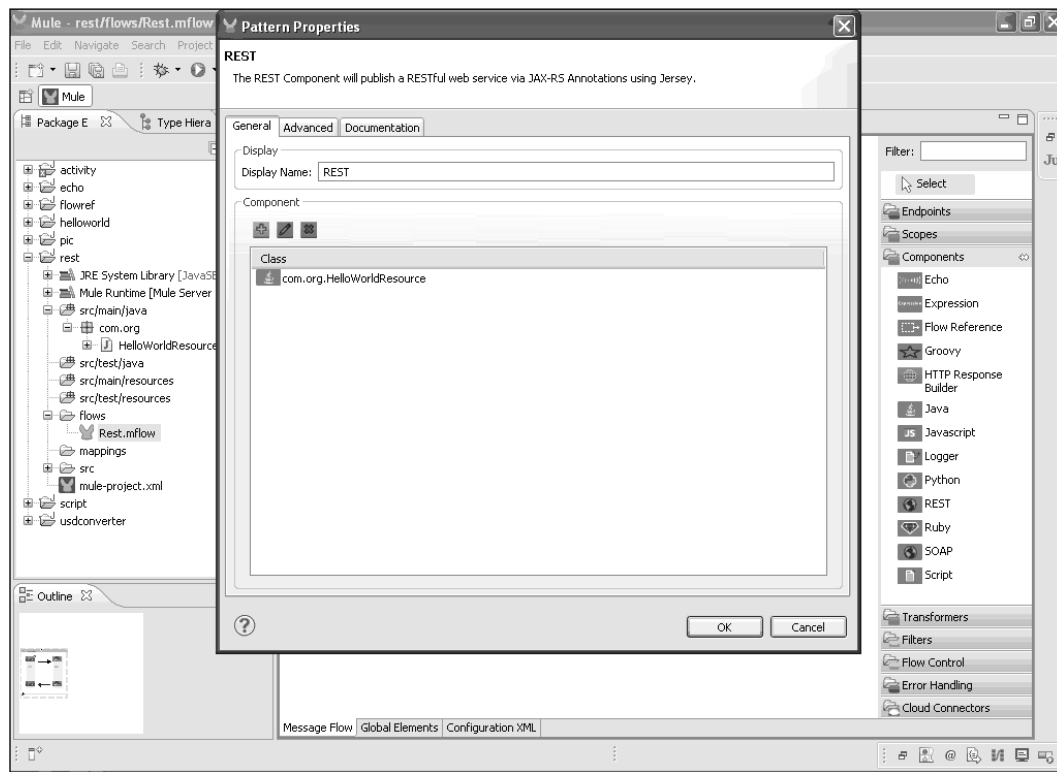 Mule - rest/flows/Rest.mflow
Pattern Properties
File Edit Navigate Search Project
REST
The REST Component will publish a RESTful web service via JAX-RS Annotations using Jersey.
Mule
Package E
Type Hiera
General
Advanced
Documentation
Display
Display Name: REST
Component
Class
com.org.HelloWorldResource
activity
echo
flowref
helloworld
pic
rest
JRE System Library [JavaSE
Mule Runtime [Mule Server
src/main/java
com.org
HelloWorldResource
src/test/java
src/main/resources
src/test/resources
flows
Rest.mflow
mappings
src
mule-project.xml
script
usdconverter
Outline
OK
Cancel
Message Flow
Global Elements
Configuration XML
Filter:
Select
Endpoints
Scopes
Components
Echo
Expression
Flow Reference
Groovy
HTTP Response
Builder
Java
JS Javascript
Logger
Python
REST
Ruby
SOAP
Script
Transformers
Filters
Flow Control
Error Handling
Cloud Connectors
Ju